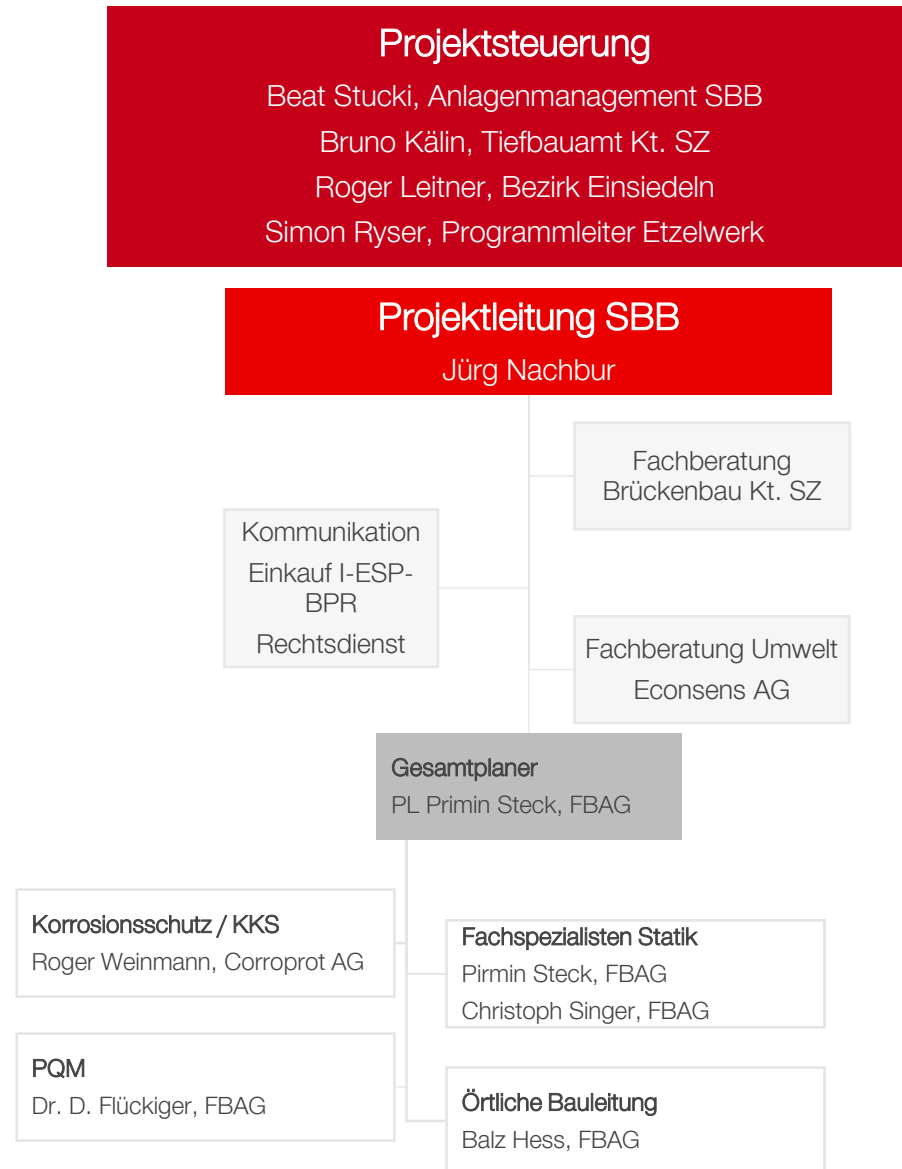 Projektsteuerung
Beat Stucki, Anlagenmanagement SBB
Bruno Kälin, Tiefbauamt Kt. SZ
Roger Leitner, Bezirk Einsiedeln
Simon Ryser, Programmleiter Etzelwerk
Projektleitung SBB
Jürg Nachbur
Fachberatung
Brückenbau Kt. SZ
Kommunikation
Einkauf I-ESP-
BPR
Rechtsdienst
Fachberatung Umwelt
Econsens AG
Gesamtplaner
PL Primin Steck, FBAG
Korrosionsschutz / KKS
Roger Weinmann, Corroprot AG
Fachspezialisten Statik
Pirmin Steck, FBAG
Christoph Singer, FBAG
PQM
Dr. D. Flückiger, FBAG
Örtliche Bauleitung
Balz Hess, FBAG